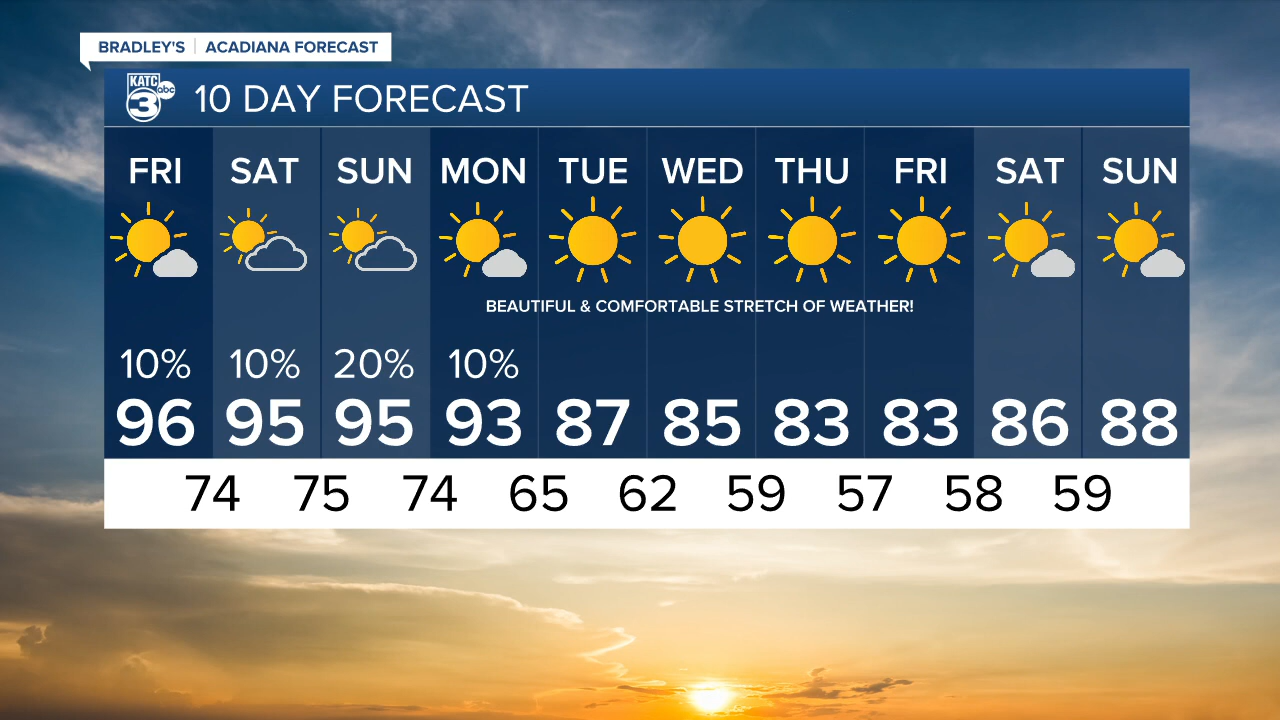 BRADLEY'S | ACADIANA FORECAST
KATC
abc
3
10 DAY FORECAST
FRI SAT SUN MON TUE WED THU FRI SAT SUN
BEAUTIFUL & COMFORTABLE STRETCH OF WEATHER!
10% 10% 20% 10%
96 95 95 93 87 85 83 83 86 88
74 75 74 65 62 59 57 58 59